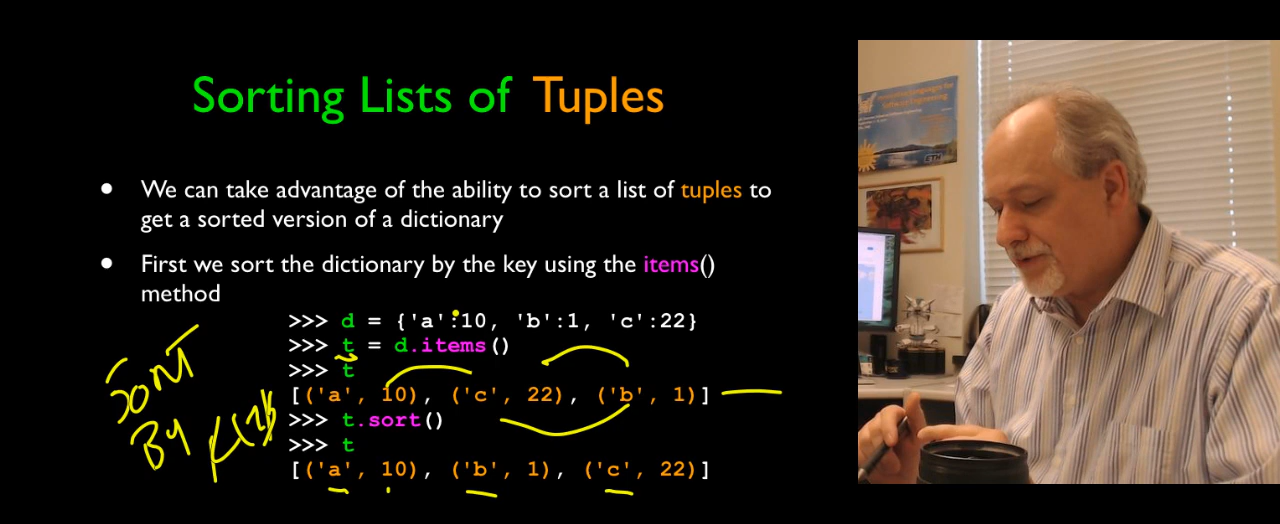 Sorting Lists of Tuples
• We can take advantage of the ability to sort a list of tuples to
get a sorted version of a dictionary
• First we sort the dictionary by the key using the items()
method
>>> d = {'a':10, 'b':1, 'c':22}
>>> t = d.items()
>>> t
[('a', 10), ('c', 22), ('b', 1)]
>>> t.sort()
>>> t
[('a', 10), ('b', 1), ('c', 22)]
SORT
BY
ETH